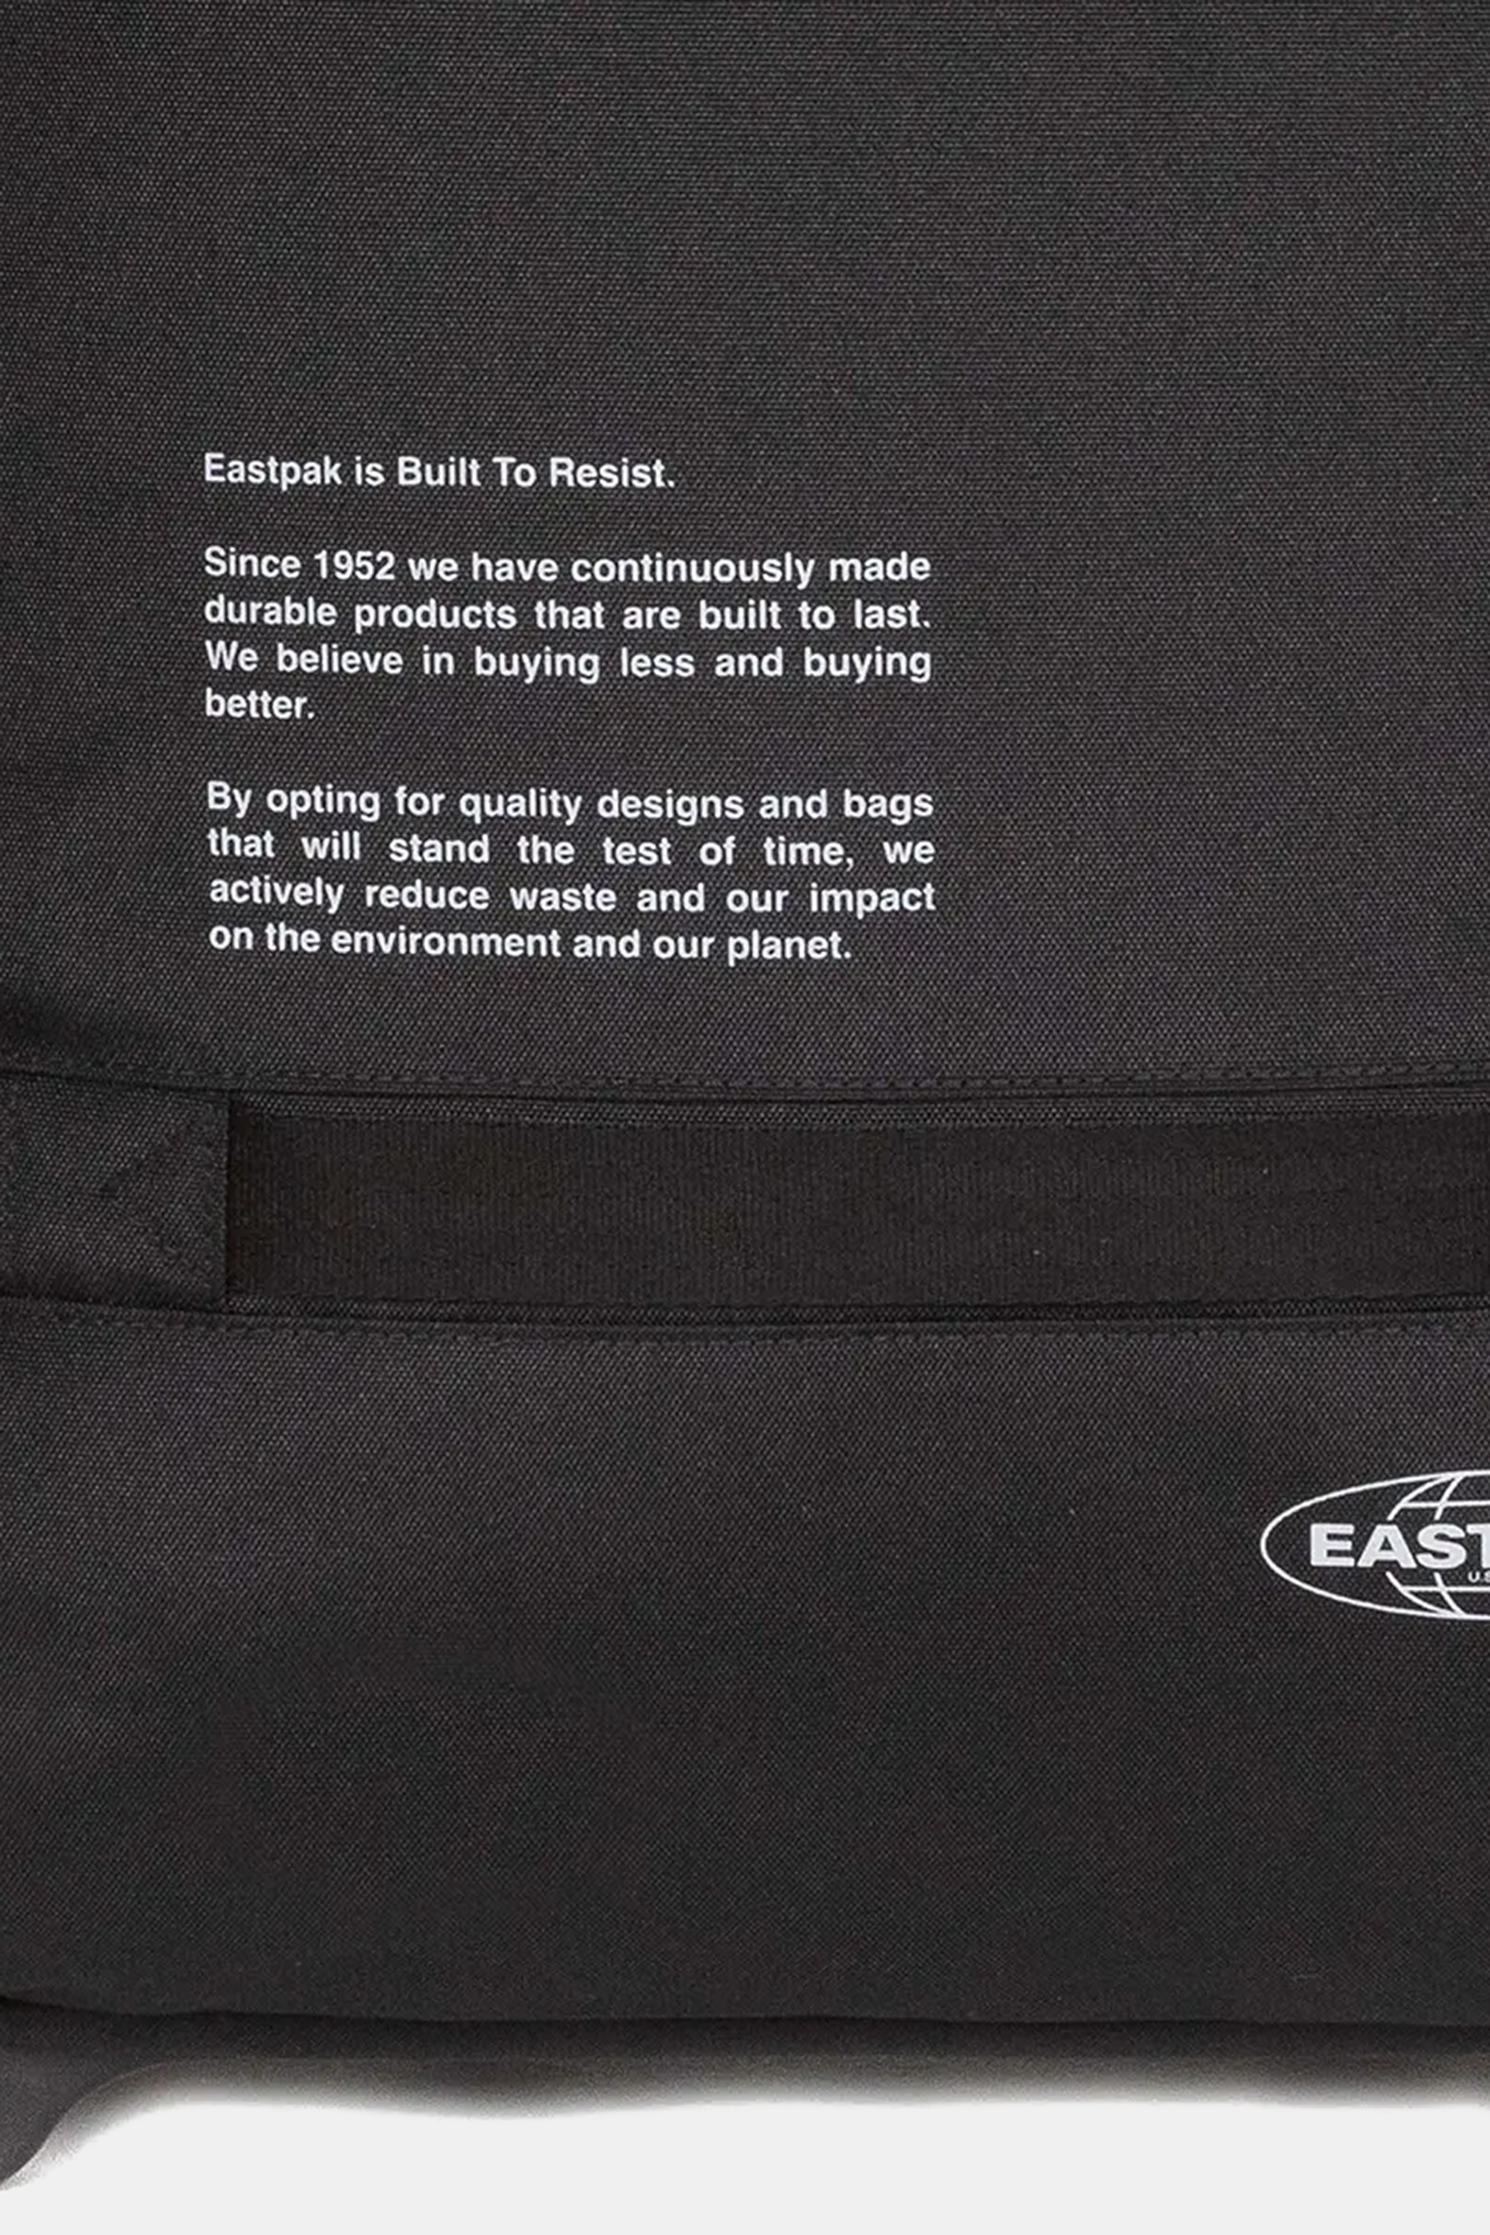 Eastpak is Built To Resist.
Since 1952 we have continuously made
durable products that are built to last.
We believe in buying less and buying
better.
By opting for quality designs and bags
that will stand the test of time, we
actively reduce waste and our impact
on the environment and our planet.
EAST
U.S